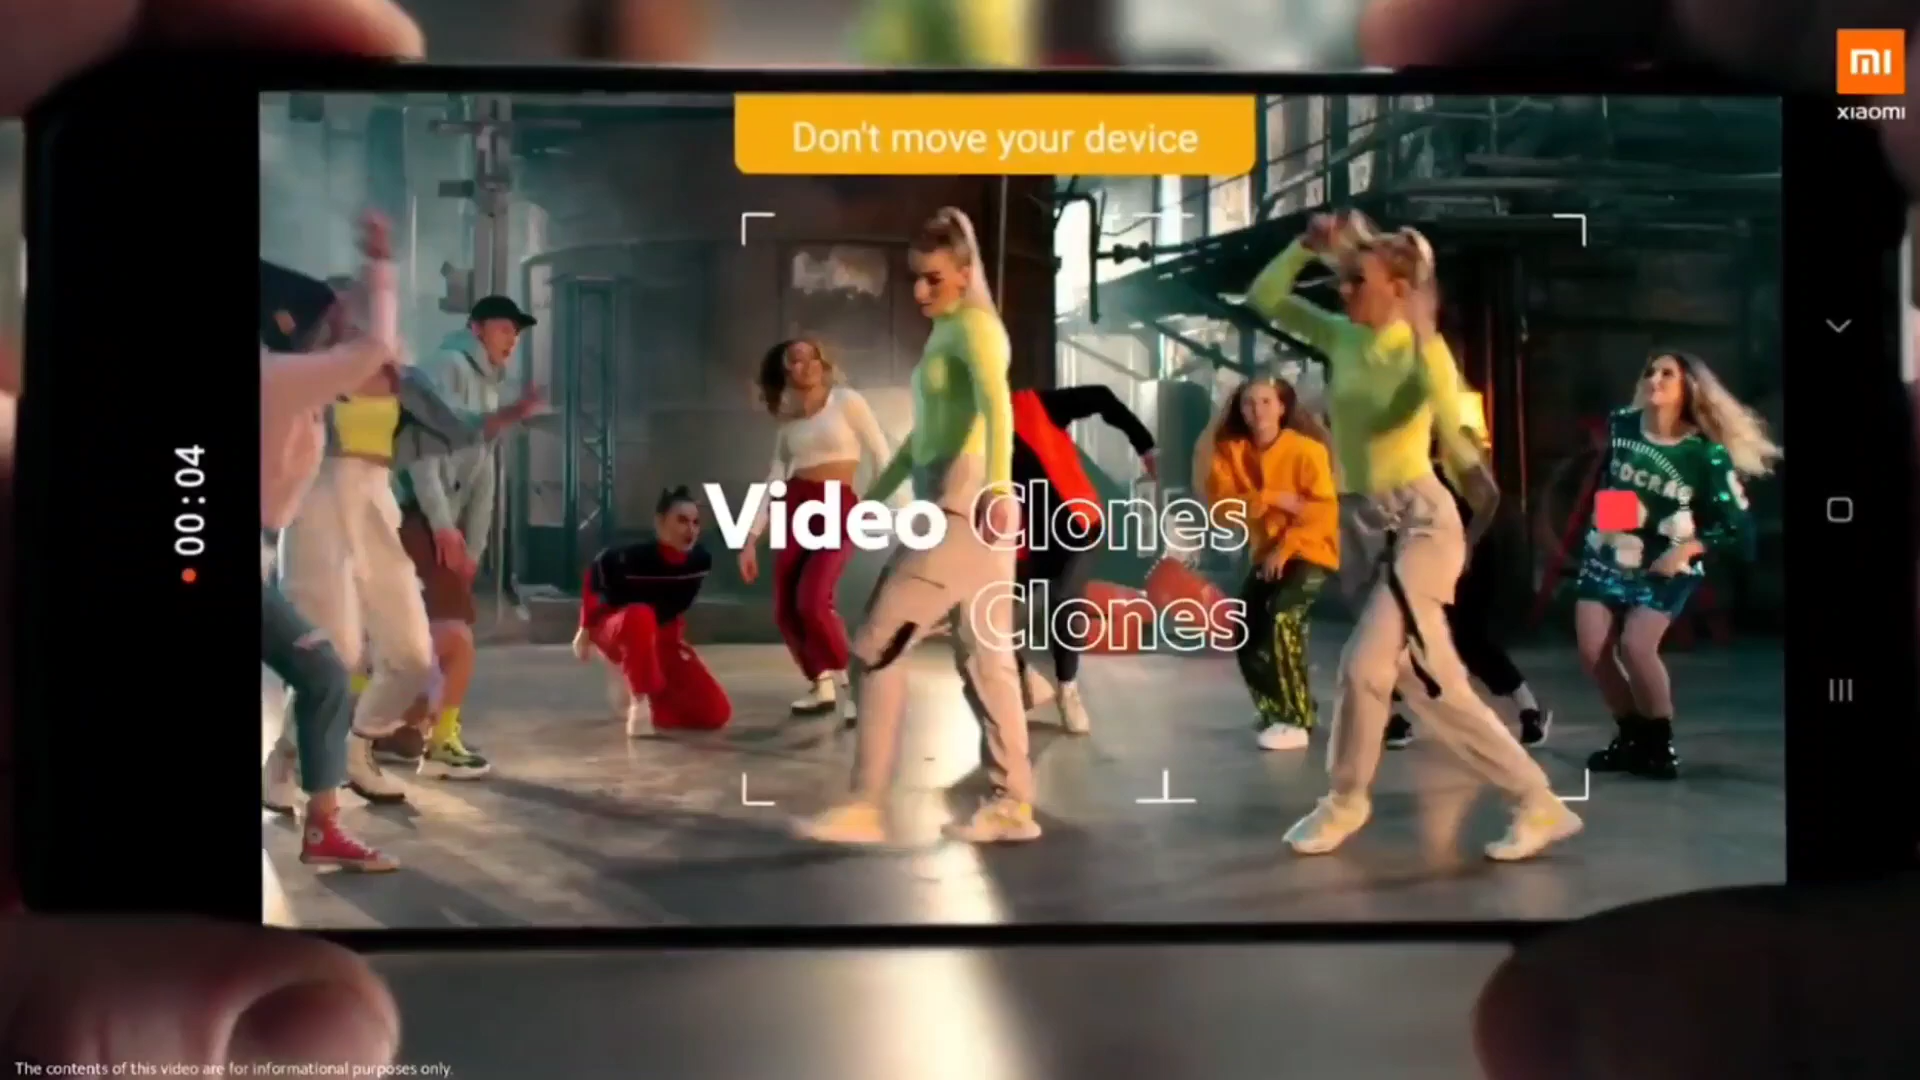 mi
xiaomi
Don't move your device
00:04
Video Clones
Clones
The contents of this video are for informational purposes only.